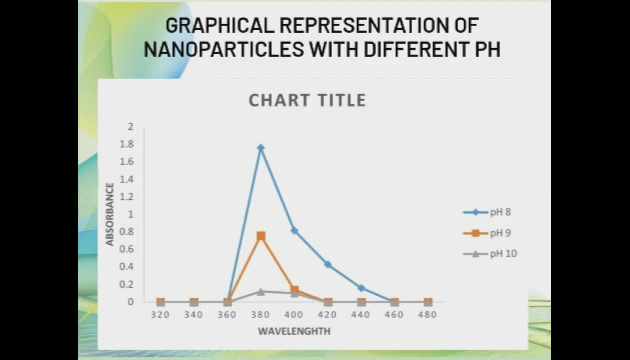 GRAPHICAL REPRESENTATION OF
NANOPARTICLES WITH DIFFERENT PH
CHART TITLE
2
1.8
1.6
1.4
1.2
1
0.8
0.6
0.4
0.2
0
ABSORBANCE
320 340 360 380 400 420 440 460 480
WAVELENGHTH
pH 8
pH 9
pH 10